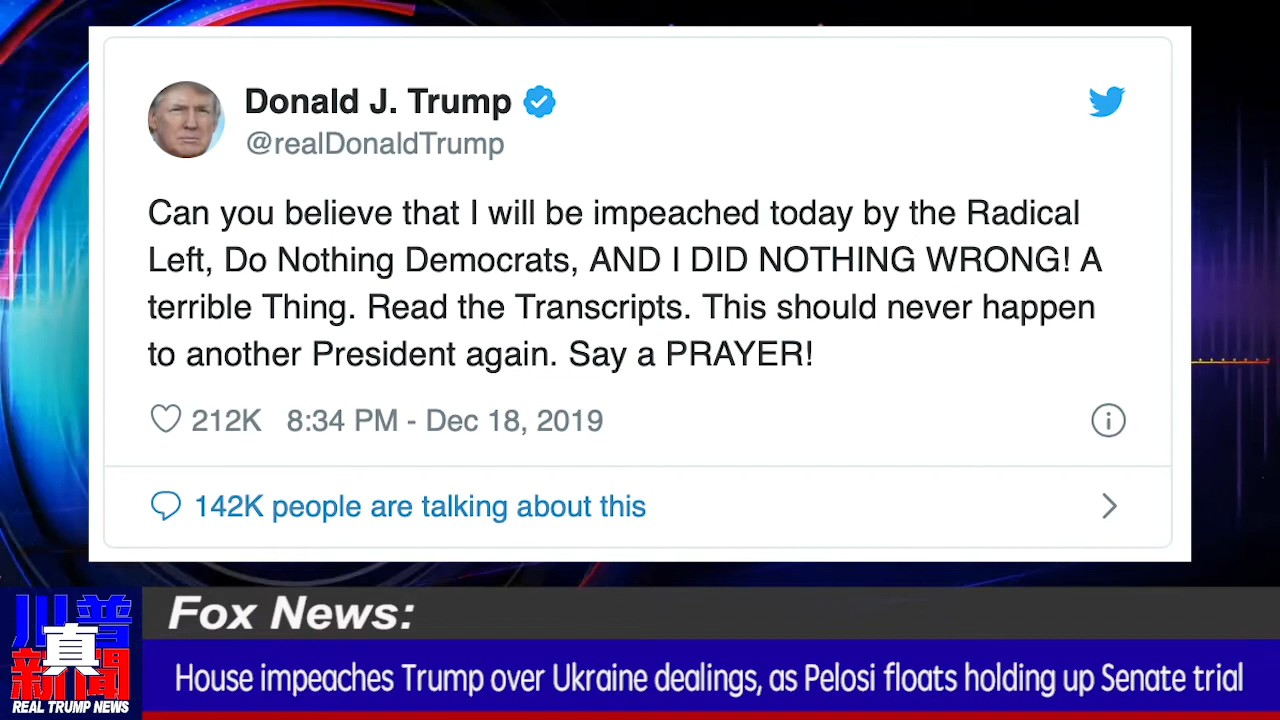 Donald J. Trump
@realDonaldTrump
Can you believe that I will be impeached today by the Radical
Left, Do Nothing Democrats, AND I DID NOTHING WRONG! A
terrible Thing. Read the Transcripts. This should never happen
to another President again. Say a PRAYER!
212K 8:34 PM - Dec 18, 2019
142K people are talking about this
Fox News:
House impeaches Trump over Ukraine dealings, as Pelosi floats holding up Senate trial
川普
真
新聞
REAL TRUMP NEWS